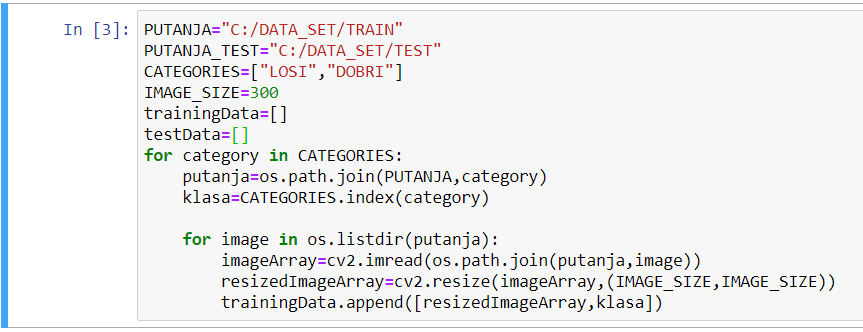 In [3]: PUTANJA="C:/DATA_SET/TRAIN"
PUTANJA_TEST="C:/DATA_SET/TEST"
CATEGORIES=["LOSI","DOBRI"]
IMAGE_SIZE=300
trainingData=[]
testData=[]
for category in CATEGORIES:
    putanja=os.path.join(PUTANJA,category)
    klasa=CATEGORIES.index(category)
    for image in os.listdir(putanja):
        imageArray=cv2.imread(os.path.join(putanja,image))
        resizedImageArray=cv2.resize(imageArray,(IMAGE_SIZE,IMAGE_SIZE))
        trainingData.append([resizedImageArray,klasa])